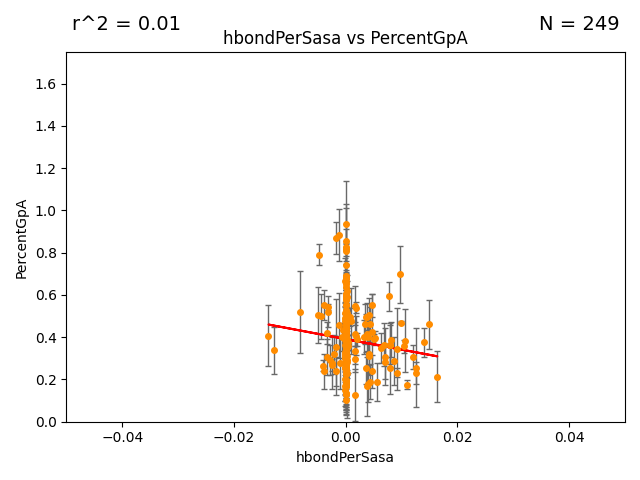 r^2 = 0.01
N = 249
hbondPerSasa vs PercentGpA
PercentGpA
1.6
1.4
1.2
1.0
0.8
0.6
0.4
0.2
0.0
−0.04
−0.02
0.00
0.02
0.04
hbondPerSasa